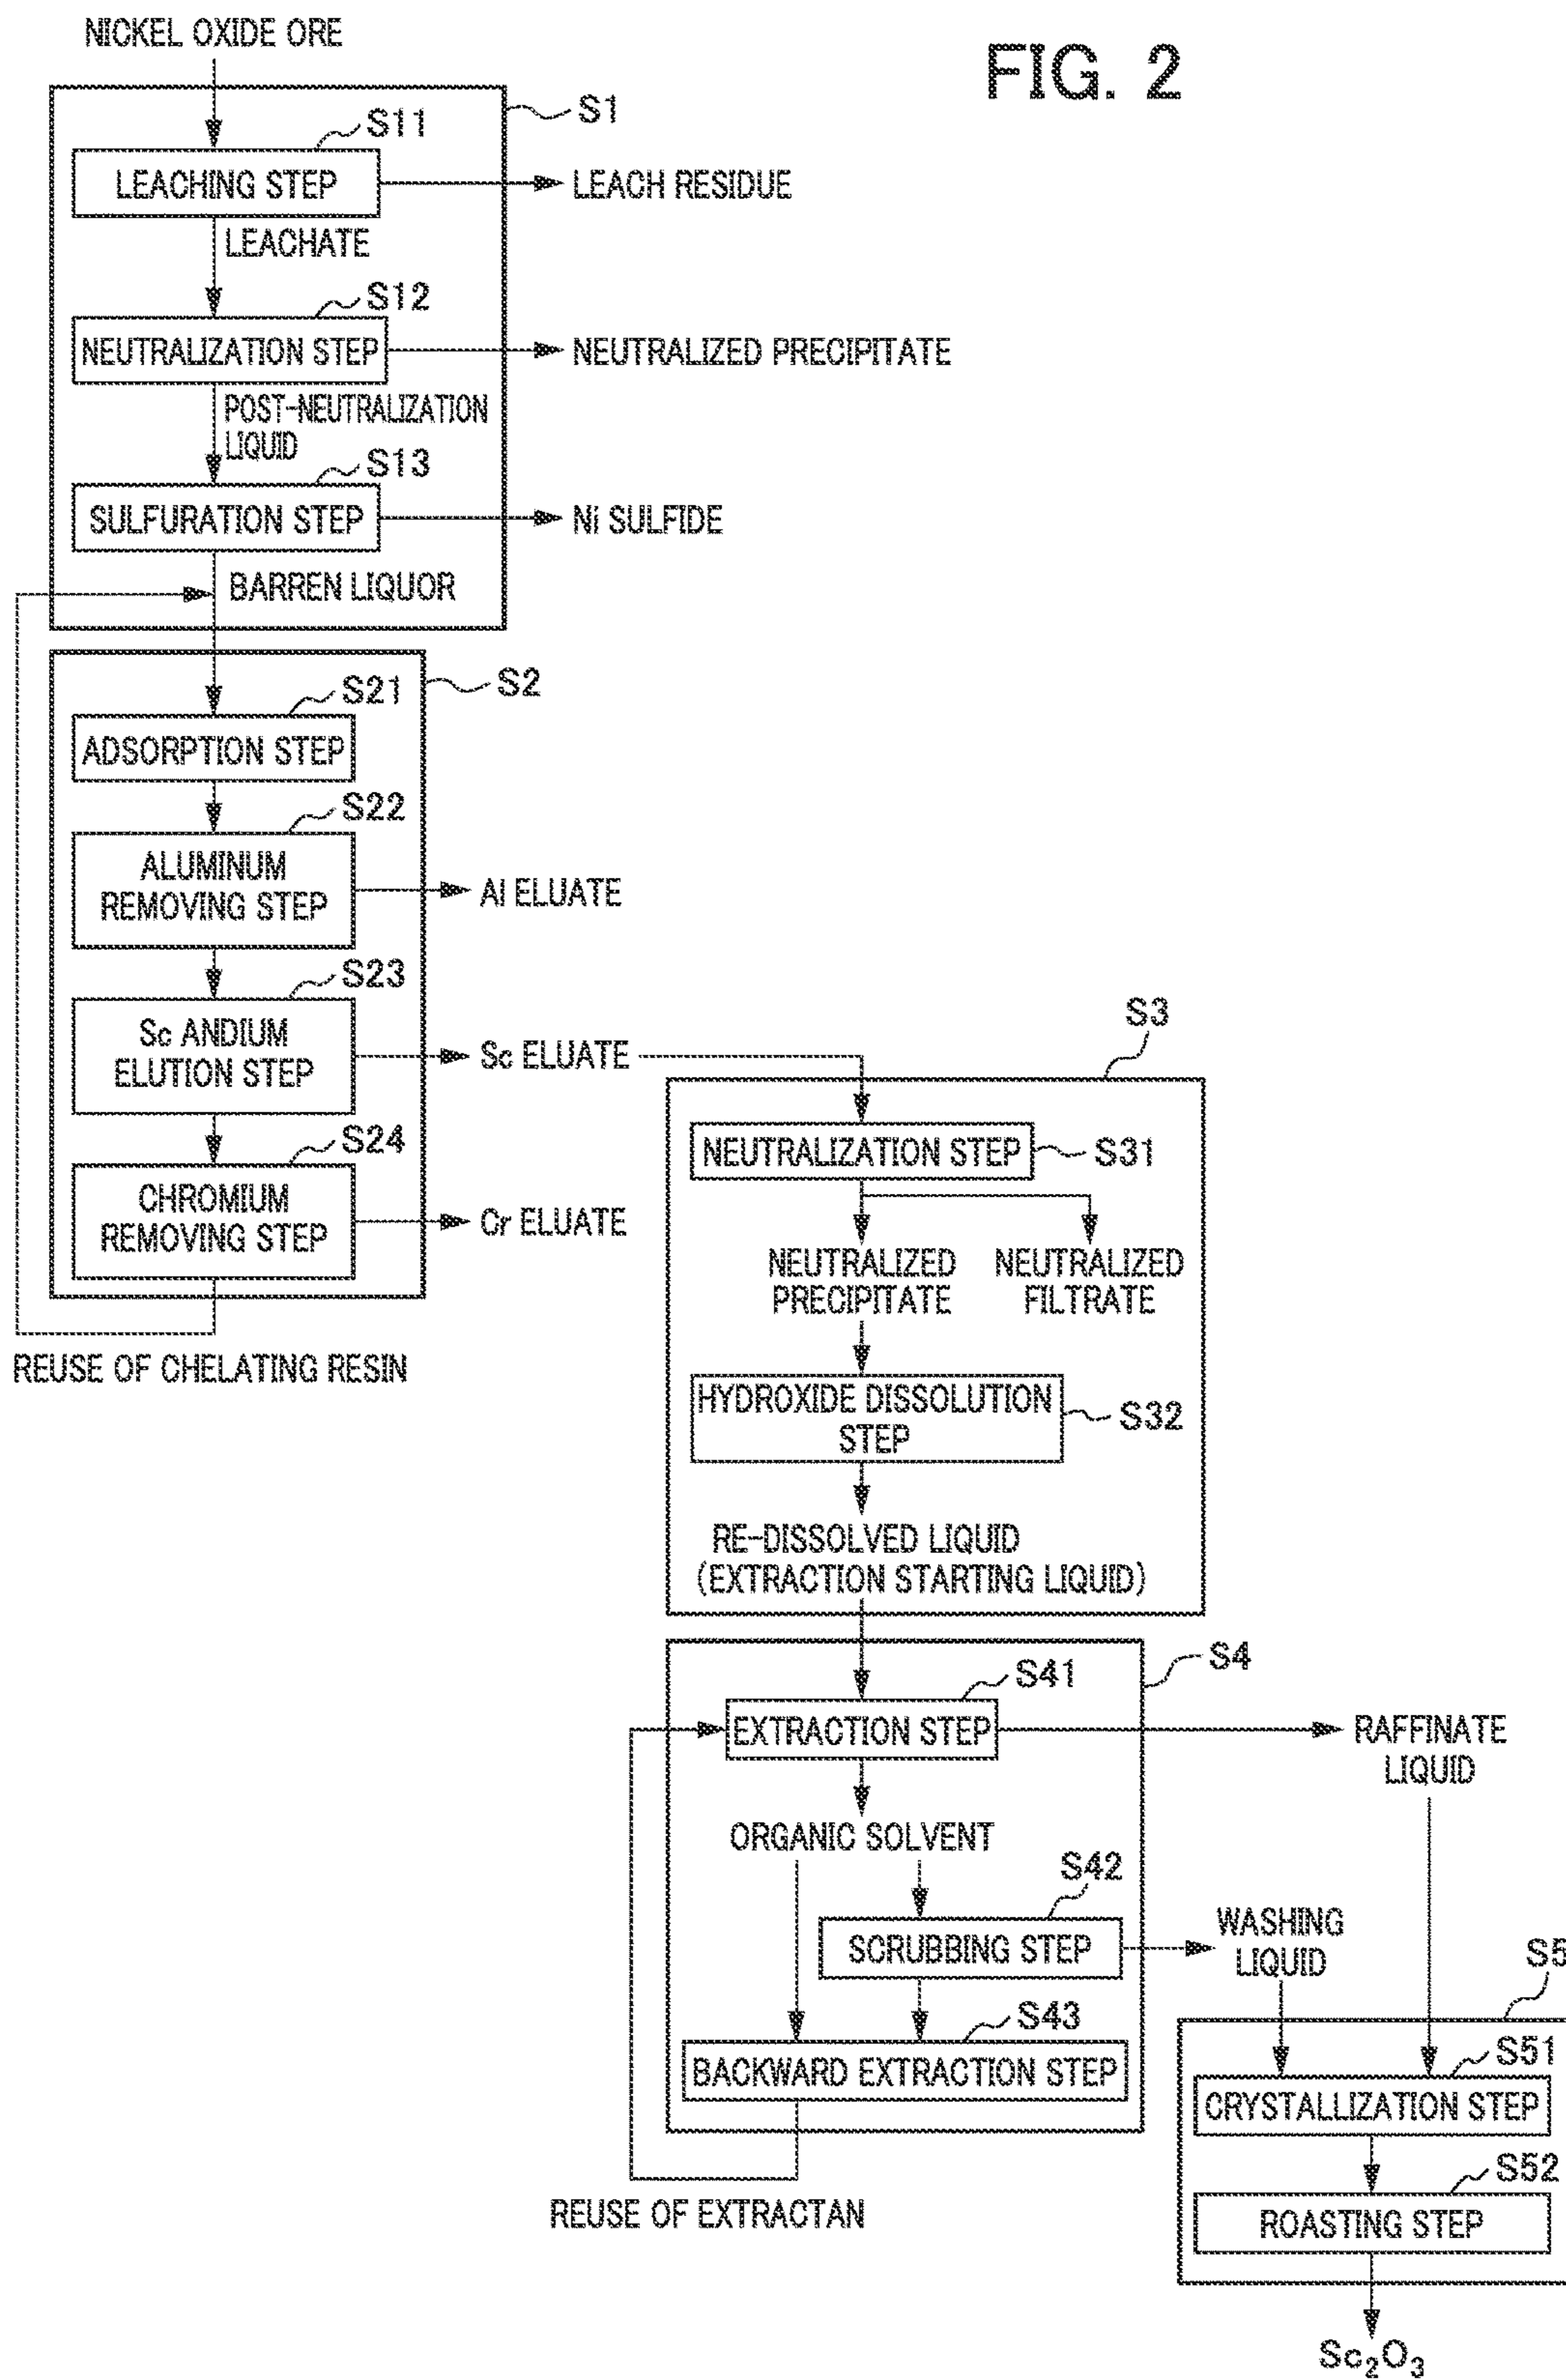 NICKEL OXIDE ORE
FIG. 2
S1
S11
LEACHING STEP
LEACH RESIDUE
LEACHATE
S12
NEUTRALIZATION STEP
NEUTRALIZED PRECIPITATE
POST-NEUTRALIZATION
LIQUID
S13
SULFURATION STEP
Ni SULFIDE
BARREN LIQUOR
S2
S21
ADSORPTION STEP
S22
ALUMINUM
REMOVING STEP
Al ELUATE
S23
Sc ANDIUM
ELUTION STEP
Sc ELUATE
S24
CHROMIUM
REMOVING STEP
Cr ELUATE
REUSE OF CHELATING RESIN
S3
NEUTRALIZATION STEP
S31
NEUTRALIZED
PRECIPITATE
NEUTRALIZED
FILTRATE
HYDROXIDE DISSOLUTION
STEP
S32
RE-DISSOLVED LIQUID
(EXTRACTION STARTING LIQUID)
S4
S41
EXTRACTION STEP
RAFFINATE
LIQUID
ORGANIC SOLVENT
S42
SCRUBBING STEP
WASHING
LIQUID
S43
BACKWARD EXTRACTION STEP
REUSE OF EXTRACTAN
S5
S51
CRYSTALLIZATION STEP
S52
ROASTING STEP
Sc₂O₃